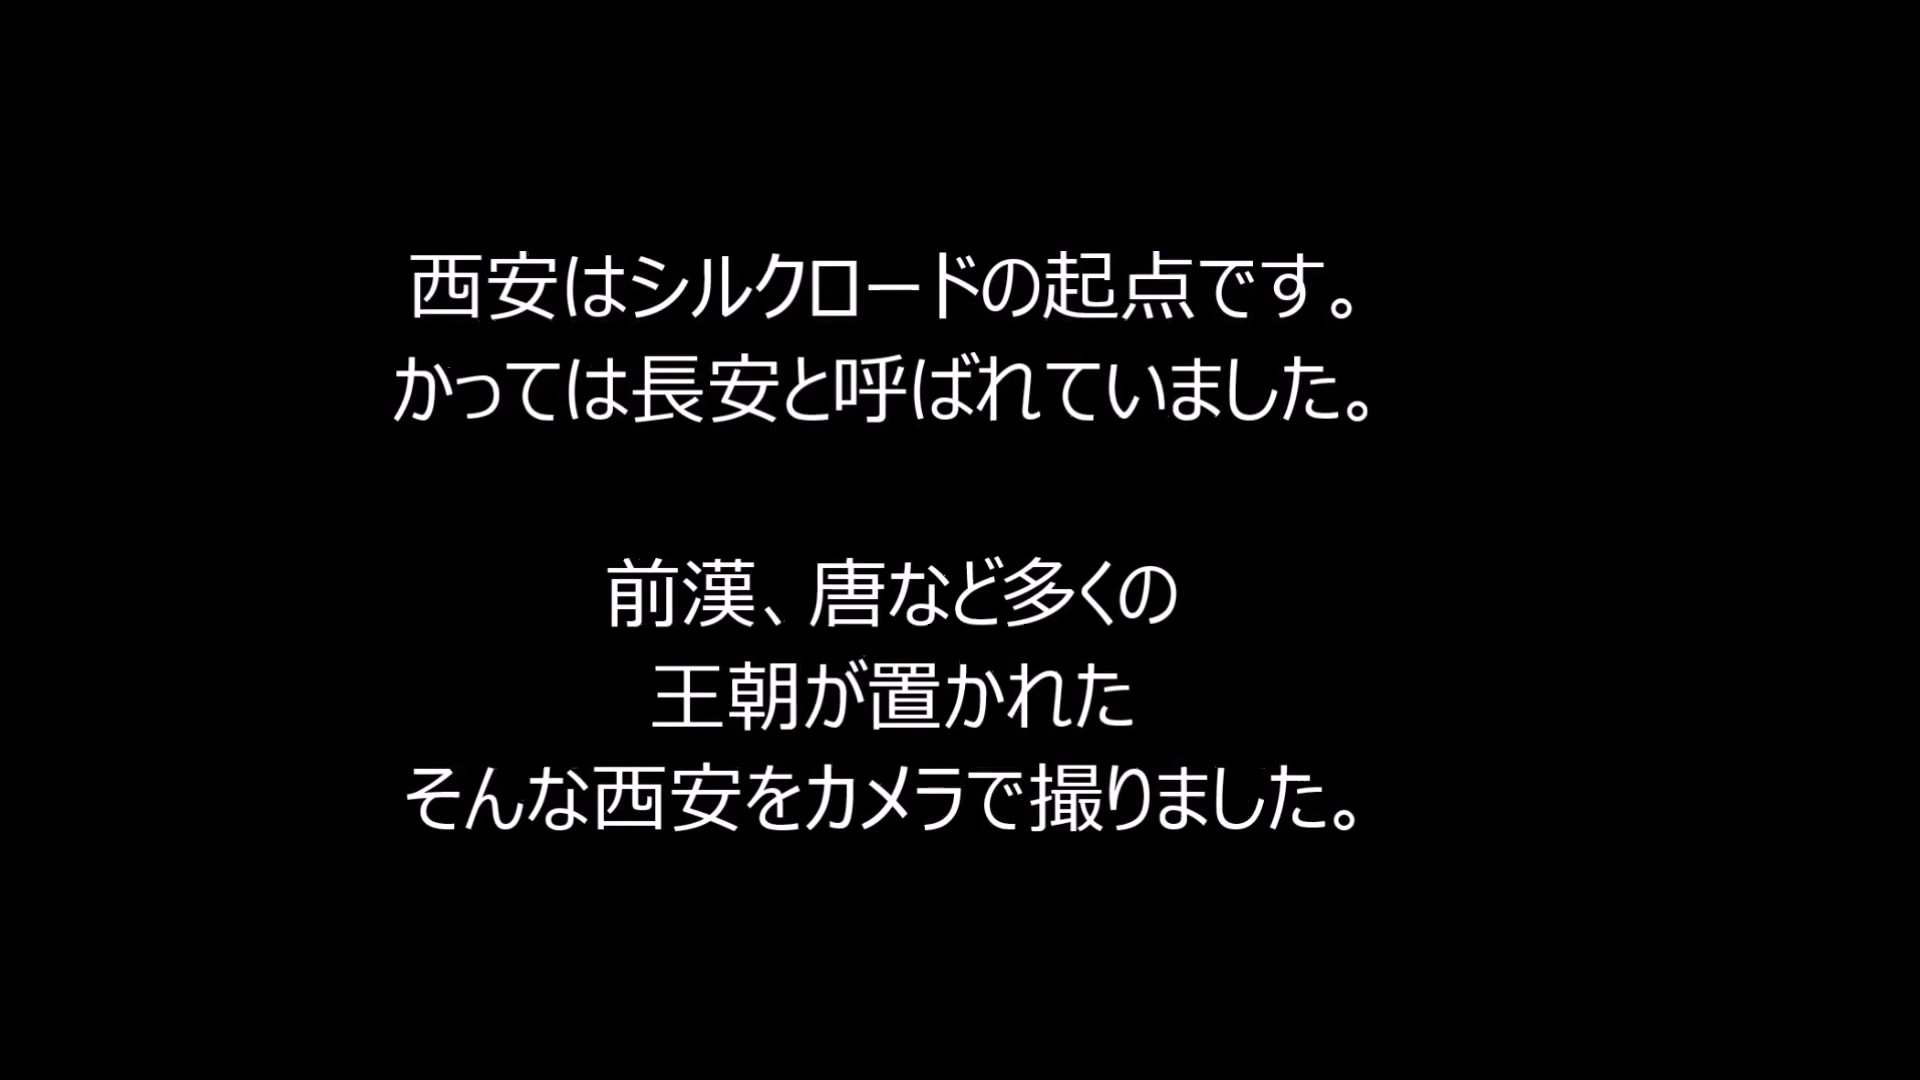 西安はシルクロードの起点です。
かっては長安と呼ばれていました。
前漢、唐など多くの
王朝が置かれた
そんな西安をカメラで撮りました。